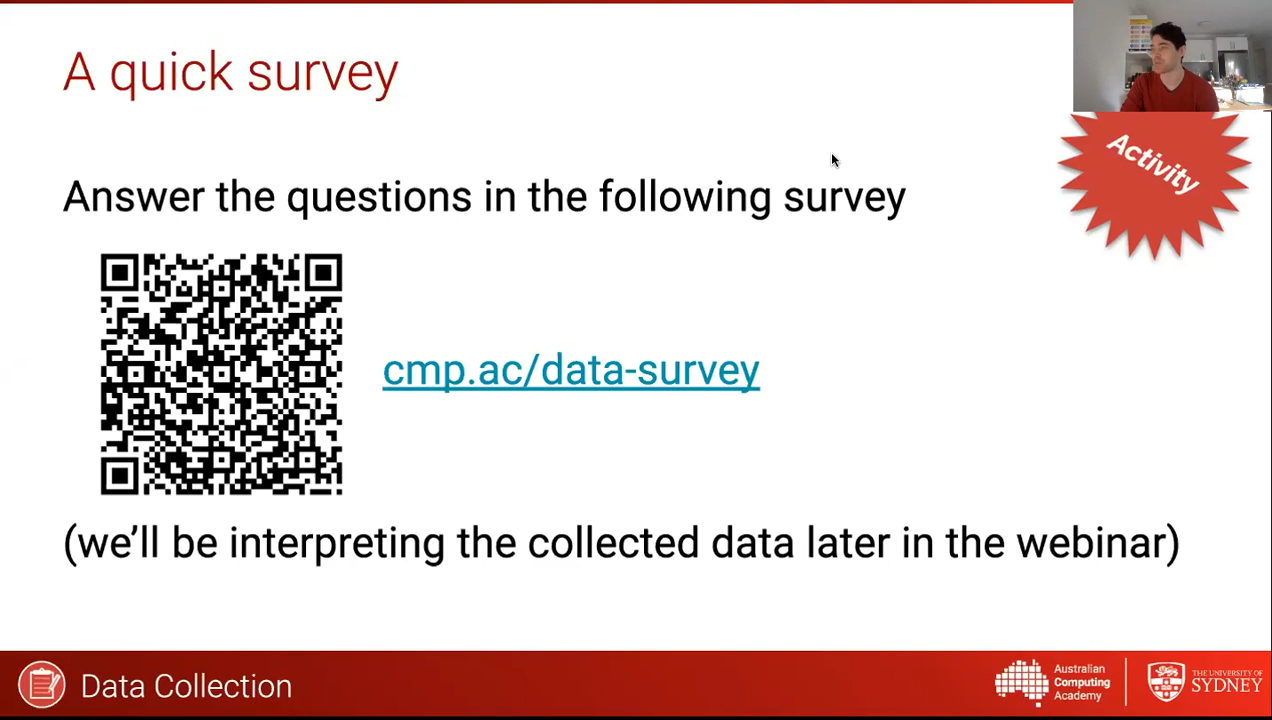 A quick survey
Activity
Answer the questions in the following survey
cmp.ac/data-survey
(we’ll be interpreting the collected data later in the webinar)
Data Collection
Australian
Computing
Academy
THE UNIVERSITY OF
SYDNEY